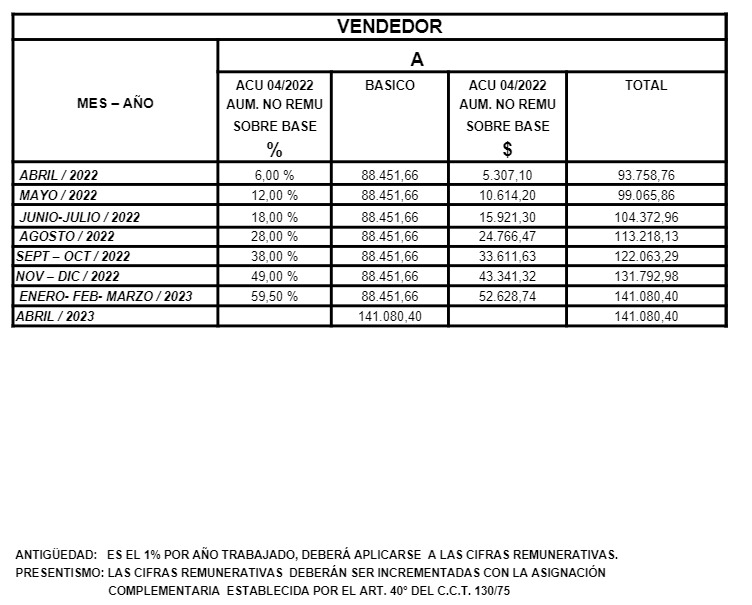 VENDEDOR
MES – AÑO
A
ACU 04/2022 BASICO ACU 04/2022 TOTAL
AUM. NO REMU AUM. NO REMU
SOBRE BASE SOBRE BASE
% $
ABRIL / 2022 6,00 % 88.451,66 5.307,10 93.758,76
MAYO / 2022 12,00 % 88.451,66 10.614,20 99.065,86
JUNIO-JULIO / 2022 18,00 % 88.451,66 15.921,30 104.372,96
AGOSTO / 2022 28,00 % 88.451,66 24.766,47 113.218,13
SEPT – OCT / 2022 38,00 % 88.451,66 33.611,63 122.063,29
NOV – DIC / 2022 49,00 % 88.451,66 43.341,32 131.792,98
ENERO- FEB- MARZO / 2023 59,50 % 88.451,66 52.628,74 141.080,40
ABRIL / 2023 141.080,40 141.080,40
ANTIGÜEDAD: ES EL 1% POR AÑO TRABAJADO, DEBERÁ APLICARSE A LAS CIFRAS REMUNERATIVAS.
PRESENTISMO: LAS CIFRAS REMUNERATIVAS DEBERÁN SER INCREMENTADAS CON LA ASIGNACIÓN
COMPLEMENTARIA ESTABLECIDA POR EL ART. 40º DEL C.C.T. 130/75